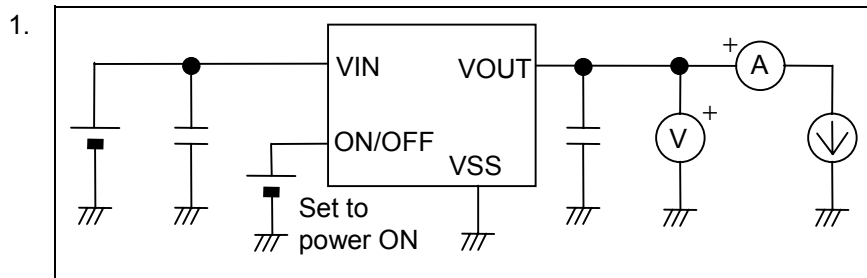 1.
VIN
VOUT
+
A
ON/OFF
V
+
VSS
Set to
power ON